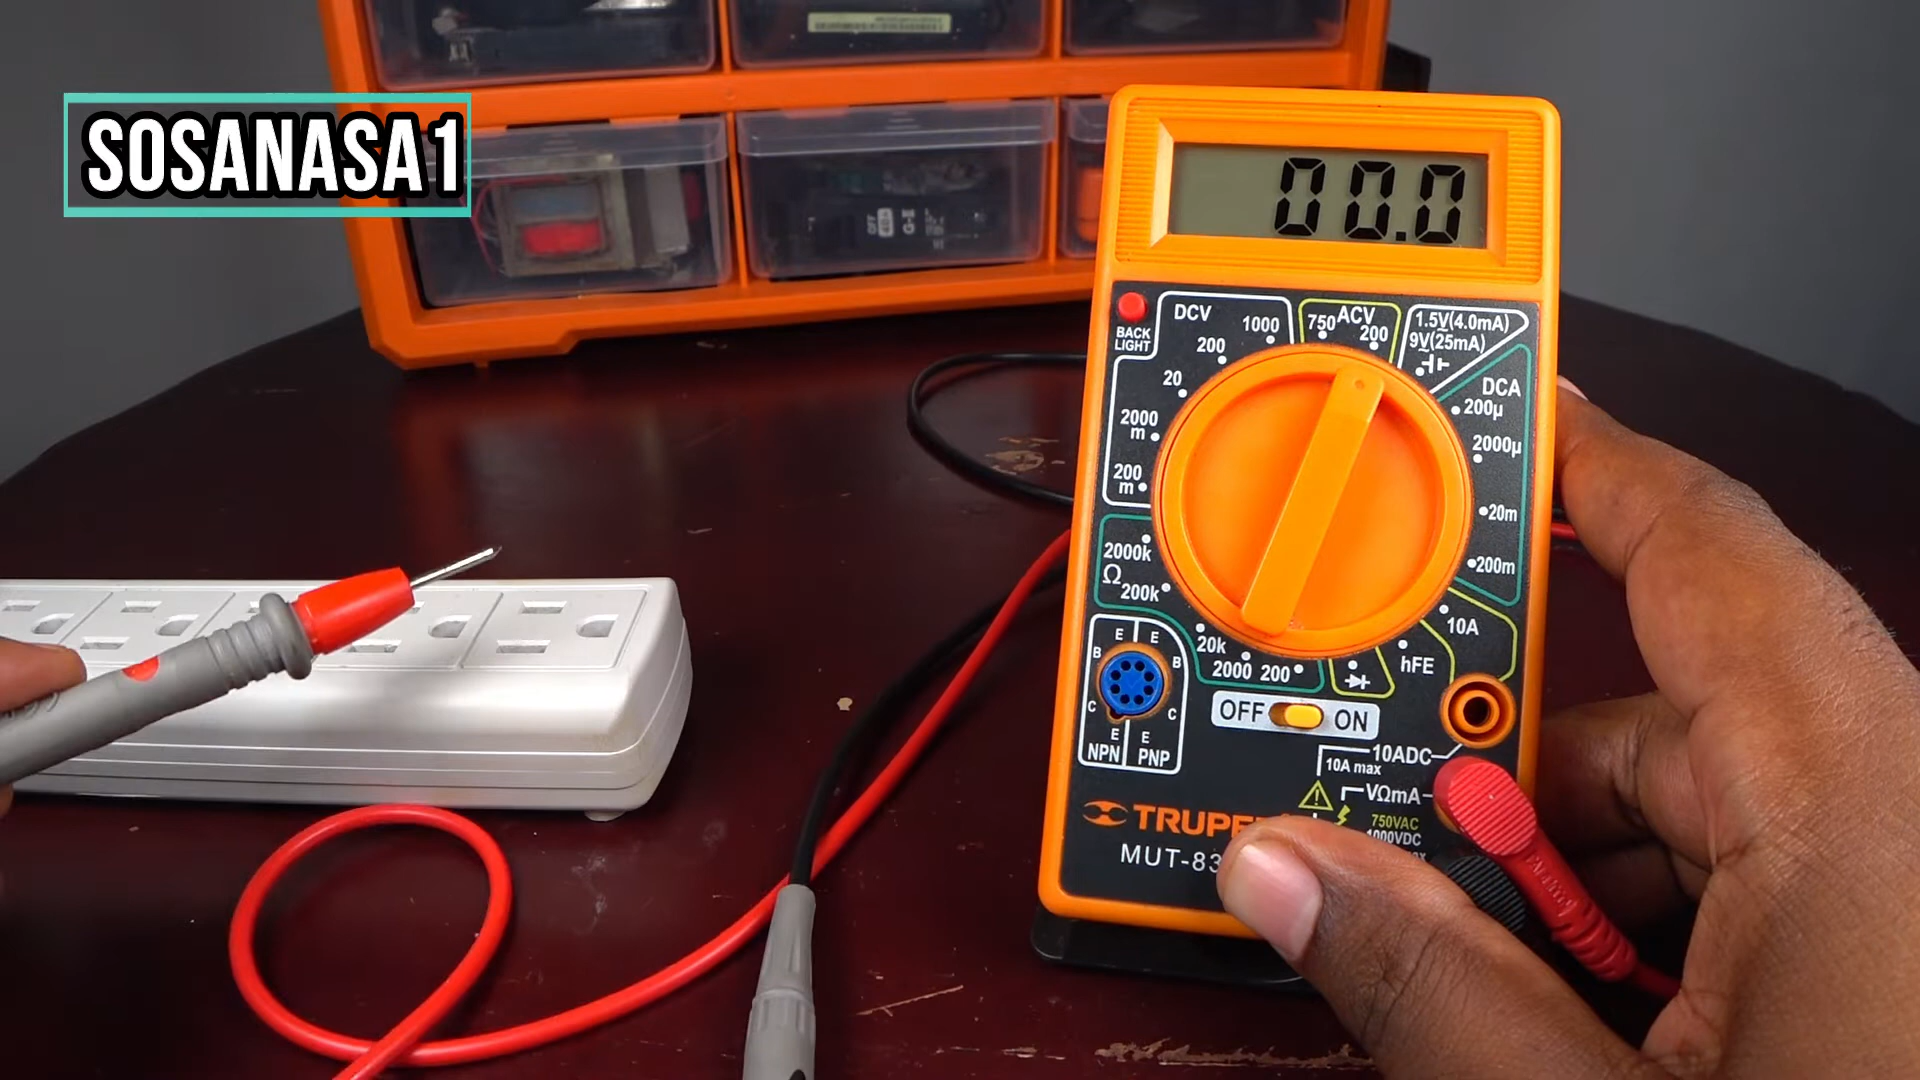 SOSANASA1
00.0
BACK
LIGHT
DCV
1000
200
20
2000
m
200
m
ACV
750
200
1.5V(4.0mA)
9V(25mA)
DCA
200μ
2000μ
20m
200m
10A
hFE
2000k
Ω
200k
20k
2000
200
OFF
ON
E
E
B
B
C
C
E
E
NPN
PNP
10ADC
10A max
VΩmA
750VAC
1000VDC
TRUPE
MUT-83
OFF
G-E